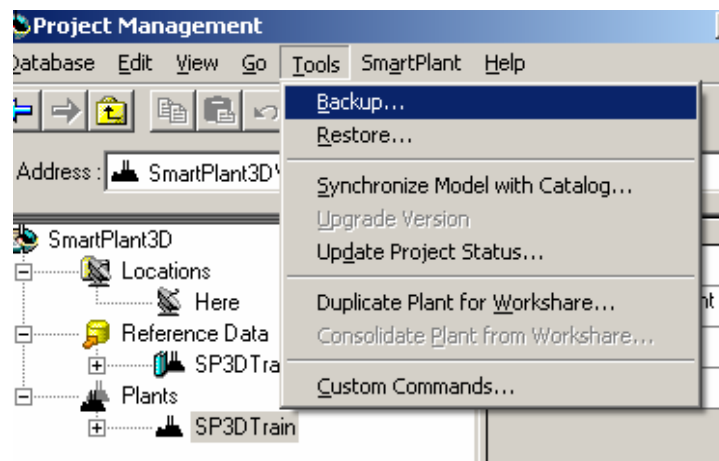 Project Management
Database Edit View Go Tools SmartPlant Help
Backup...
Restore...
Address : SmartPlant3D\
Synchronize Model with Catalog...
Upgrade Version
Update Project Status...
SmartPlant3D
Locations
Here
Duplicate Plant for Workshare...
nt
Reference Data
Consolidate Plant from Workshare...
SP3DTra
Custom Commands...
Plants
SP3DTrain